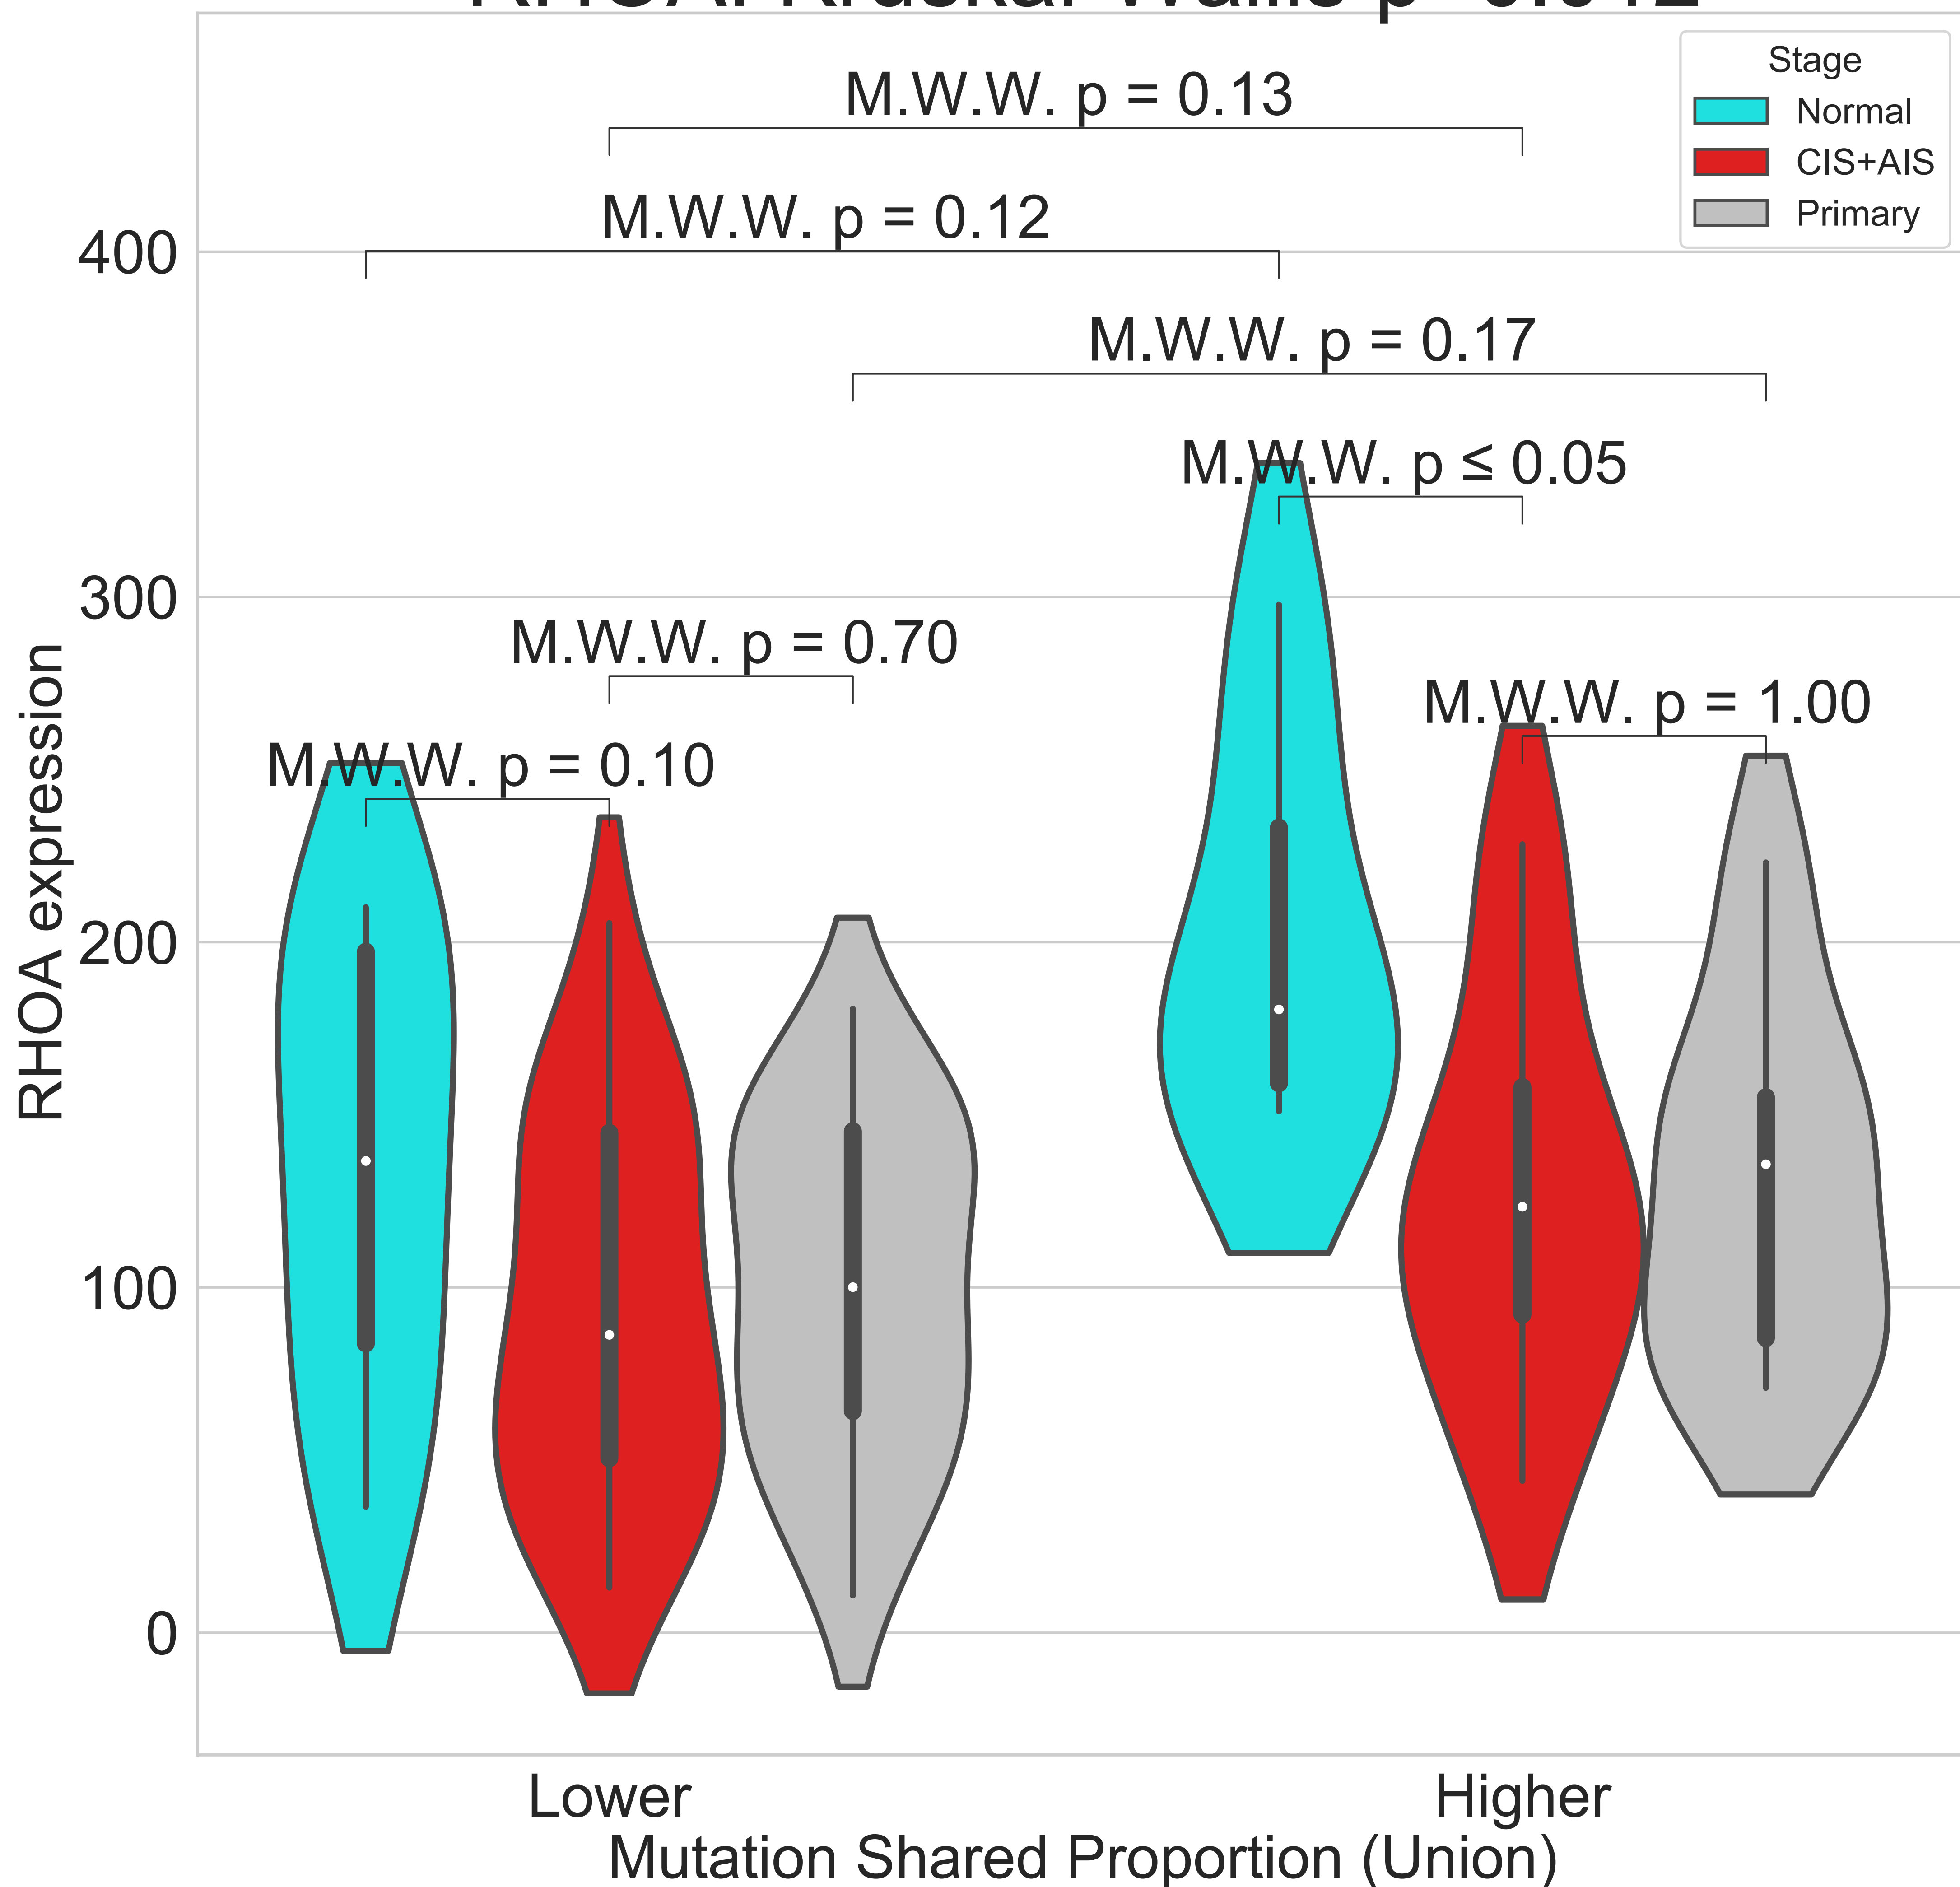 M.W.W. p = 0.13
M.W.W. p = 0.12
M.W.W. p = 0.17
M.W.W. p ≤ 0.05
M.W.W. p = 0.70
M.W.W. p = 1.00
M.W.W. p = 0.10
Stage
Normal
CIS+AIS
Primary
RHOA expression
400
300
200
100
0
Lower
Higher
Mutation Shared Proportion (Union)